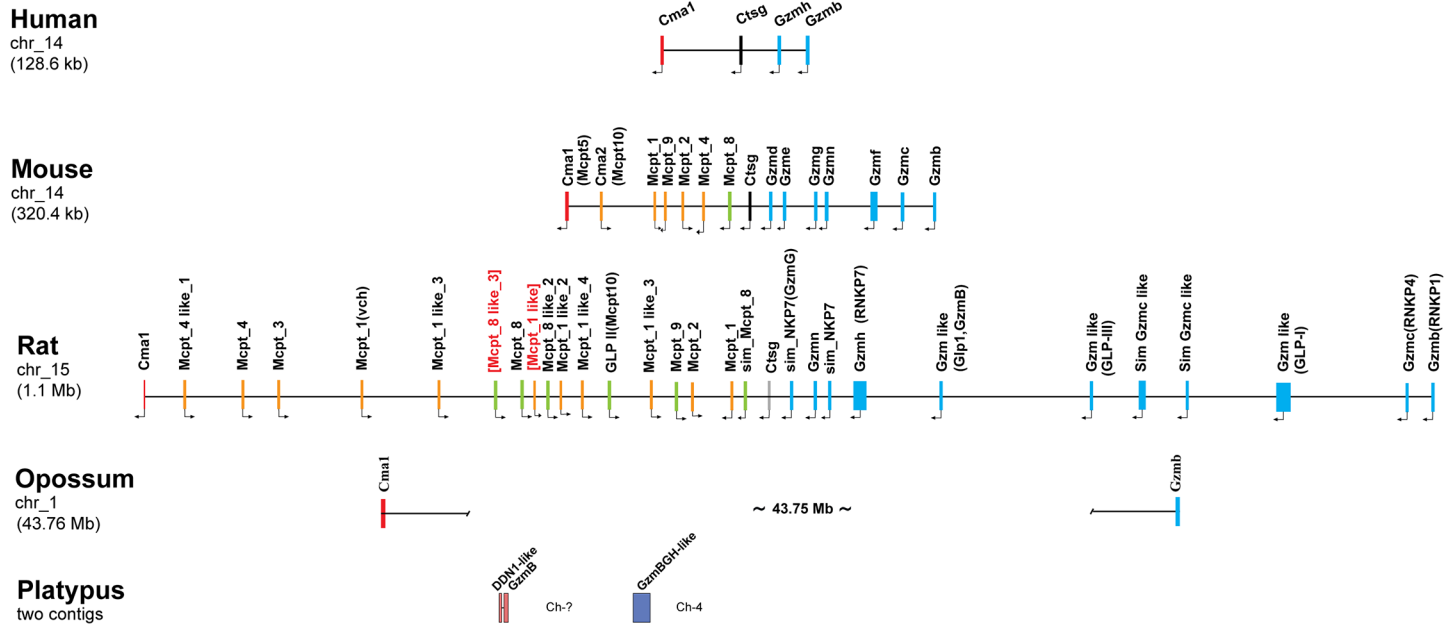 Human
chr_14
(128.6 kb)
Cma1
Ctsg
Gzmh
Gzmb
Mouse
chr_14
(320.4 kb)
Cma1
(Mcpt5)
Cma2
(Mcpt10)
Mcpt_1
Mcpt_9
Mcpt_2
Mcpt_4
Mcpt_8
Ctsg
Gzmd
Gzme
Gzmg
Gzmn
Gzmf
Gzmc
Gzmb
Rat
chr_15
(1.1 Mb)
Cma1
Mcpt_4 like_1
Mcpt_4
Mcpt_3
Mcpt_1(vch)
Mcpt_1 like_3
[Mcpt_8 like_3]
Mcpt_8
[Mcpt_1 like]
Mcpt_8 like_2
Mcpt_1 like_2
Mcpt_1 like_4
GLP II(Mcpt10)
Mcpt_1 like_3
Mcpt_9
Mcpt_2
Mcpt_1
sim_Mcpt_8
Ctsg
sim_NKP7(GzmG)
Gzmn
sim_NKP7
Gzmh (RNKP7)
Gzm like
(Glp1,GzmB)
Gzm like
(GLP-III)
Sim Gzmc like
Sim Gzmc like
Gzm like
(GLP-I)
Gzmc(RNKP4)
Gzmb(RNKP1)
Opossum
chr_1
(43.76 Mb)
Cma1
~ 43.75 Mb ~
Gzmb
Platypus
two contigs
DDN1-like
GzmB
Ch-?
GzmBGH-like
Ch-4